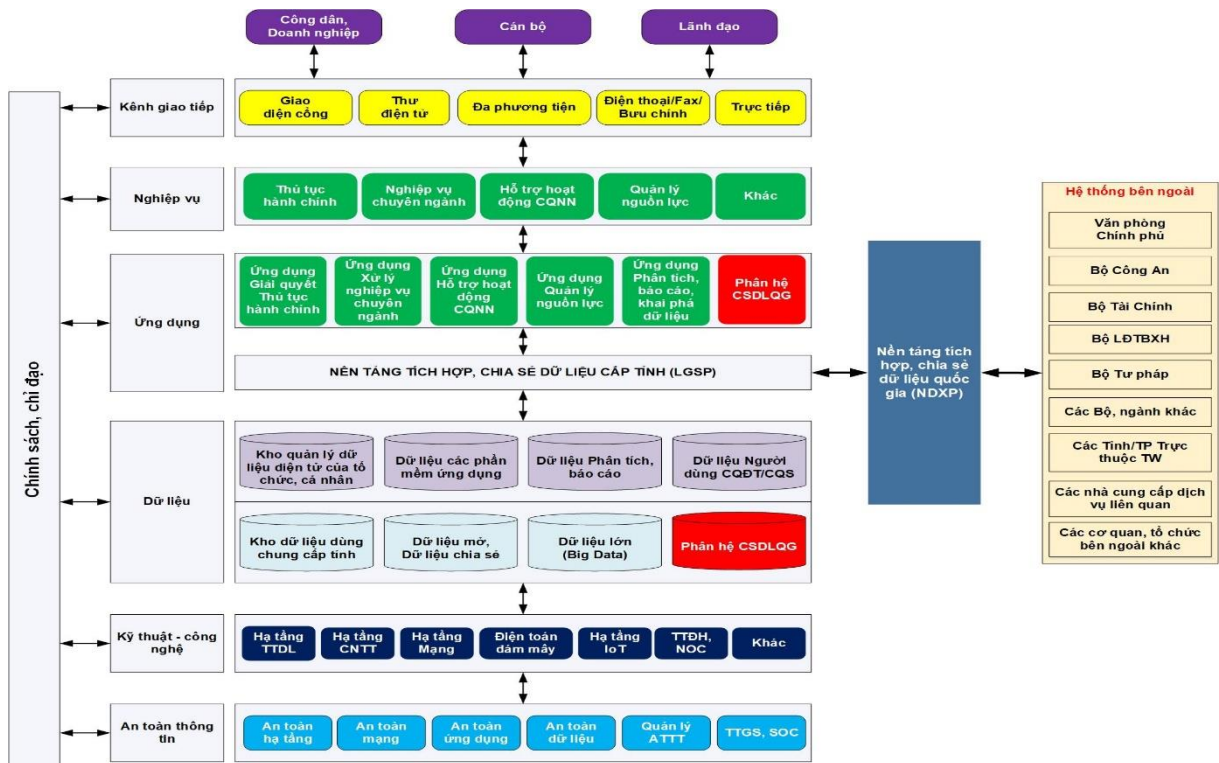 Công dân,
Doanh nghiệp
Cán bộ
Lãnh đạo
Chính sách, chỉ đạo
Kênh giao tiếp
Giao
diện cổng
Thư
điện tử
Đa phương tiện
Điện thoại/Fax/
Bưu chính
Trực tiếp
Nghiệp vụ
Thủ tục
hành chính
Nghiệp vụ
chuyên ngành
Hỗ trợ hoạt
động CQNN
Quản lý
nguồn lực
Khác
Ứng dụng
Ứng dụng
Giải quyết
Thủ tục
hành chính
Ứng dụng
Xử lý
nghiệp vụ
chuyên
ngành
Ứng dụng
Hỗ trợ hoạt
động
CQNN
Ứng dụng
Quản lý
nguồn lực
Ứng dụng
Phân tích,
báo cáo,
khai phá
dữ liệu
Phân hệ
CSDLQG
NỀN TẢNG TÍCH HỢP, CHIA SẺ DỮ LIỆU CẤP TỈNH (LGSP)
Dữ liệu
Kho quản lý dữ
liệu điện tử của tổ
chức, cá nhân
Dữ liệu các phần
mềm ứng dụng
Dữ liệu Phân tích,
báo cáo
Dữ liệu Người
dùng CQĐT/CQS
Kho dữ liệu dùng
chung cấp tỉnh
Dữ liệu mở,
Dữ liệu chia sẻ
Dữ liệu lớn
(Big Data)
Phân hệ CSDLQG
Kỹ thuật - công
nghệ
Hạ tầng
TTDL
Hạ tầng
CNTT
Hạ tầng
Mạng
Điện toán
đám mây
Hạ tầng
IoT
TTĐH,
NOC
Khác
An toàn thông
tin
An toàn
hạ tầng
An toàn
mạng
An toàn
ứng dụng
An toàn
dữ liệu
Quản lý
ATTT
TTGS, SOC
Nền tảng tích
hợp, chia sẻ
dữ liệu quốc
gia (NDXP)
Hệ thống bên ngoài
Văn phòng
Chính phủ
Bộ Công An
Bộ Tài Chính
Bộ LĐTBXH
Bộ Tư pháp
Các Bộ, ngành khác
Các Tỉnh/TP Trực
thuộc TW
Các nhà cung cấp dịch
vụ liên quan
Các cơ quan, tổ chức
bên ngoài khác